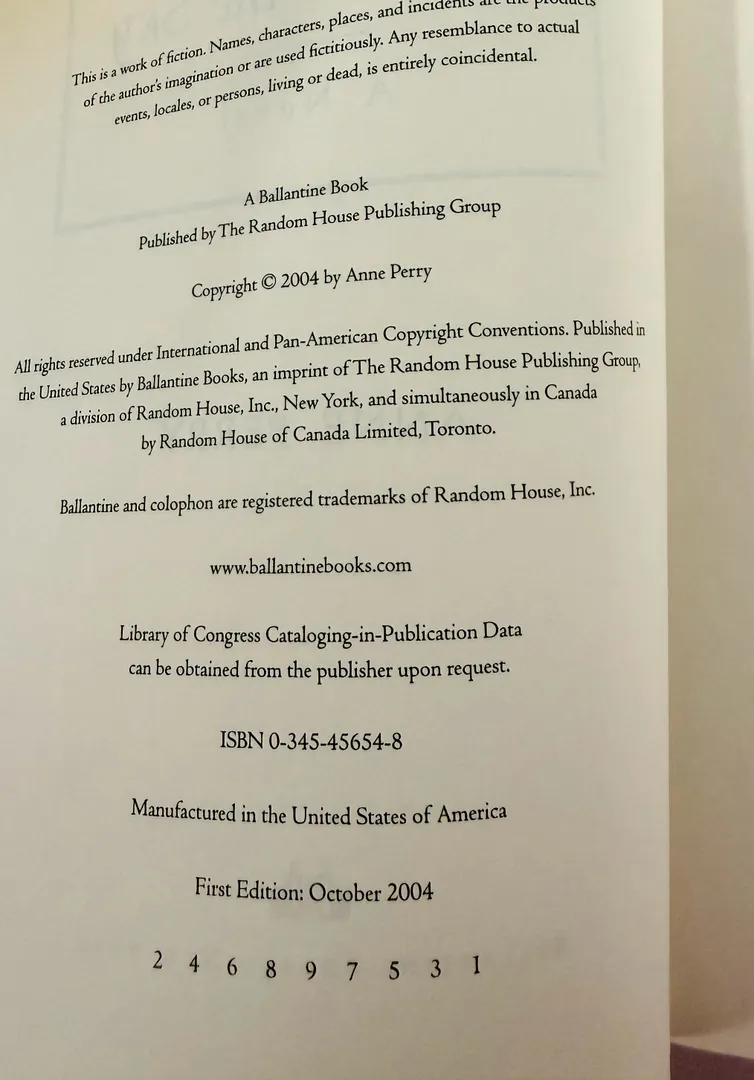 This is a work of fiction. Names, characters, places, and incidents are the products
of the author's imagination or are used fictitiously. Any resemblance to actual
events, locales, or persons, living or dead, is entirely coincidental.
A Ballantine Book
Published by The Random House Publishing Group
Copyright © 2004 by Anne Perry
All rights reserved under International and Pan-American Copyright Conventions. Published in
the United States by Ballantine Books, an imprint of The Random House Publishing Group,
a division of Random House, Inc., New York, and simultaneously in Canada
by Random House of Canada Limited, Toronto.
Ballantine and colophon are registered trademarks of Random House, Inc.
www.ballantinebooks.com
Library of Congress Cataloging-in-Publication Data
can be obtained from the publisher upon request.
ISBN 0-345-45654-8
Manufactured in the United States of America
First Edition: October 2004
2 4 6 8 9 7 5 3 1